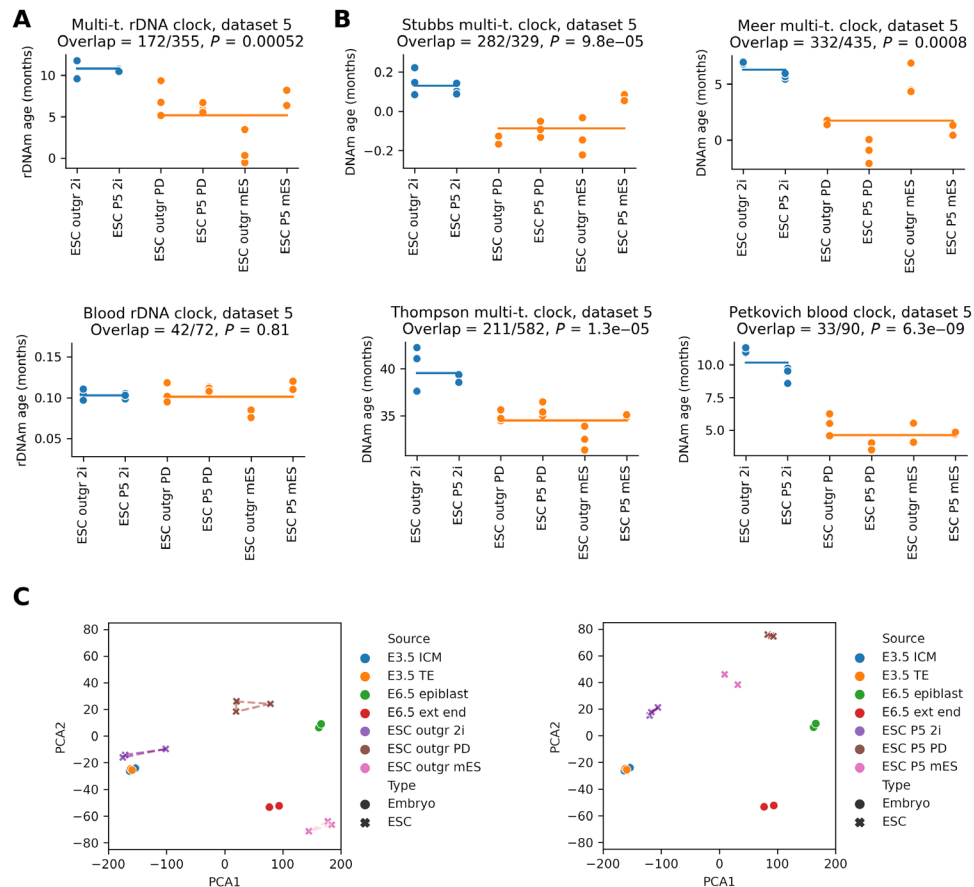 A
Multi-t. rDNA clock, dataset 5
Overlap = 172/355, P = 0.00052
rDNAm age (months)
10
5
0
ESC outgr 2i
ESC P5 2i
ESC outgr PD
ESC P5 PD
ESC outgr mES
ESC P5 mES
B
Stubbs multi-t. clock, dataset 5
Overlap = 282/329, P = 9.8e−05
DNAm age (months)
0.2
0.0
−0.2
ESC outgr 2i
ESC P5 2i
ESC outgr PD
ESC P5 PD
ESC outgr mES
ESC P5 mES
Meer multi-t. clock, dataset 5
Overlap = 332/435, P = 0.0008
DNAm age (months)
5
0
ESC outgr 2i
ESC P5 2i
ESC outgr PD
ESC P5 PD
ESC outgr mES
ESC P5 mES
Blood rDNA clock, dataset 5
Overlap = 42/72, P = 0.81
rDNAm age (months)
0.15
0.10
0.05
ESC outgr 2i
ESC P5 2i
ESC outgr PD
ESC P5 PD
ESC outgr mES
ESC P5 mES
Thompson multi-t. clock, dataset 5
Overlap = 211/582, P = 1.3e−05
DNAm age (months)
40
35
ESC outgr 2i
ESC P5 2i
ESC outgr PD
ESC P5 PD
ESC outgr mES
ESC P5 mES
Petkovich blood clock, dataset 5
Overlap = 33/90, P = 6.3e−09
DNAm age (months)
10.0
7.5
5.0
ESC outgr 2i
ESC P5 2i
ESC outgr PD
ESC P5 PD
ESC outgr mES
ESC P5 mES
C
PCA2
80
60
40
20
0
−20
−40
−60
−80
−200
−100
0
100
200
PCA1
Source
E3.5 ICM
E3.5 TE
E6.5 epiblast
E6.5 ext end
ESC outgr 2i
ESC outgr PD
ESC outgr mES
Type
Embryo
ESC
PCA2
80
60
40
20
0
−20
−40
−60
−80
−200
−100
0
100
200
PCA1
Source
E3.5 ICM
E3.5 TE
E6.5 epiblast
E6.5 ext end
ESC P5 2i
ESC P5 PD
ESC P5 mES
Type
Embryo
ESC